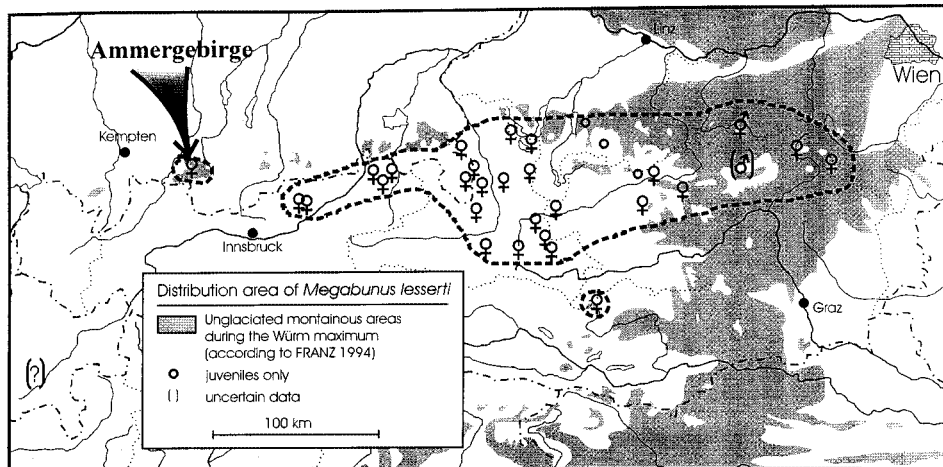 Ammergebirge
Linz
Wien
Kempten
Innsbruck
Graz
(?)
Distribution area of Megabunus lesserti
Unglaciated montainous areas
during the Würm maximum
(according to FRANZ 1994)
juveniles only
( ) uncertain data
100 km